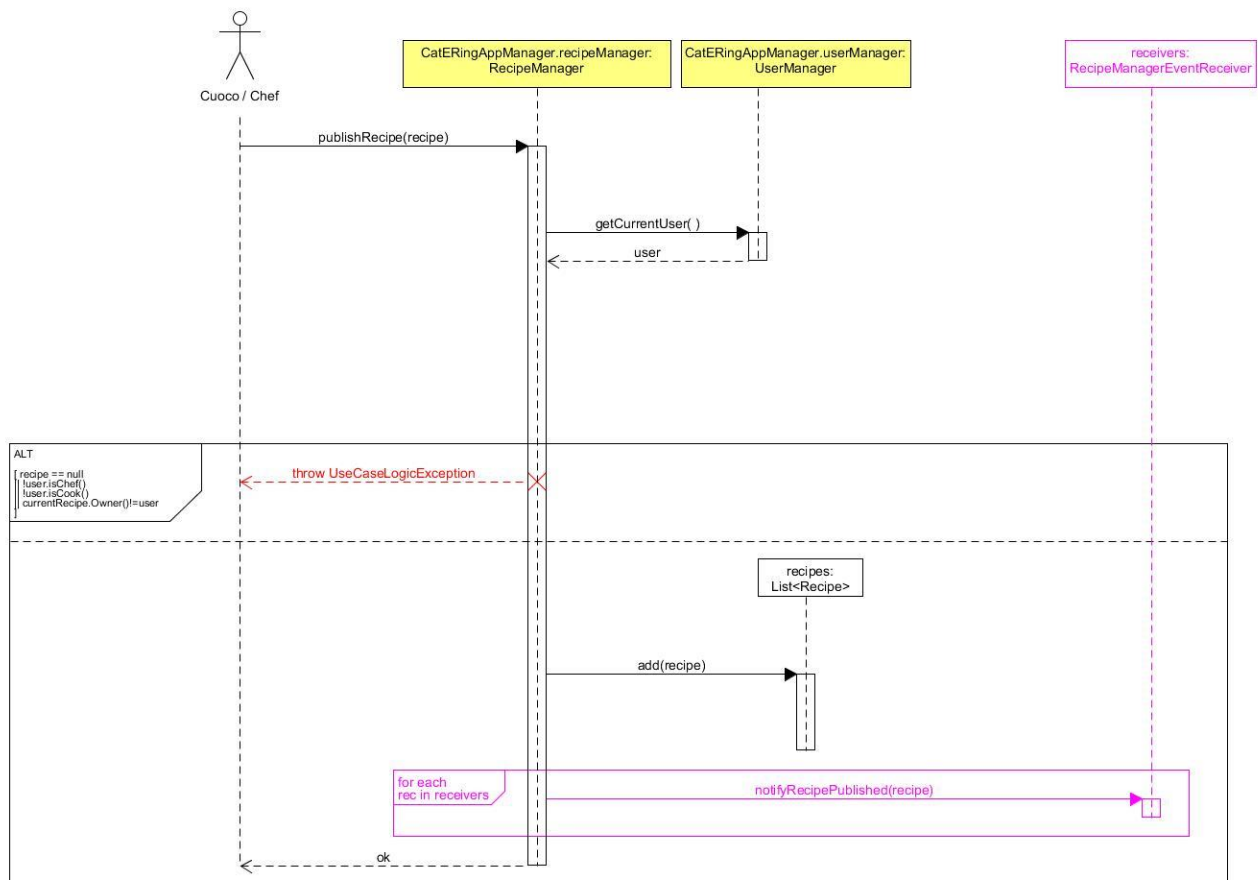 CatERingAppManager.recipeManager:
RecipeManager
CatERingAppManager.userManager:
UserManager
receivers:
RecipeManagerEventReceiver
Cuoco / Chef
publishRecipe(recipe)
getCurrentUser( )
user
ALT
[ recipe == null
|| !user.isChef()
|| !user.isCook()
|| currentRecipe.Owner()!=user
]
throw UseCaseLogicException
recipes:
List<Recipe>
add(recipe)
for each
rec in receivers
notifyRecipePublished(recipe)
ok